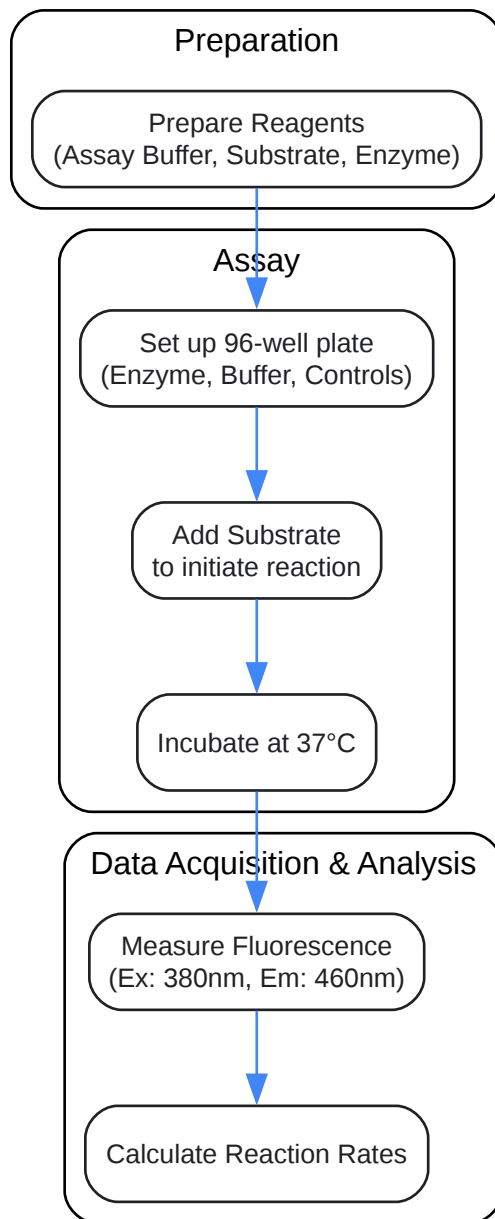 Preparation
Prepare Reagents
(Assay Buffer, Substrate, Enzyme)
Assay
Set up 96-well plate
(Enzyme, Buffer, Controls)
Add Substrate
to initiate reaction
Incubate at 37°C
Data Acquisition & Analysis
Measure Fluorescence
(Ex: 380nm, Em: 460nm)
Calculate Reaction Rates